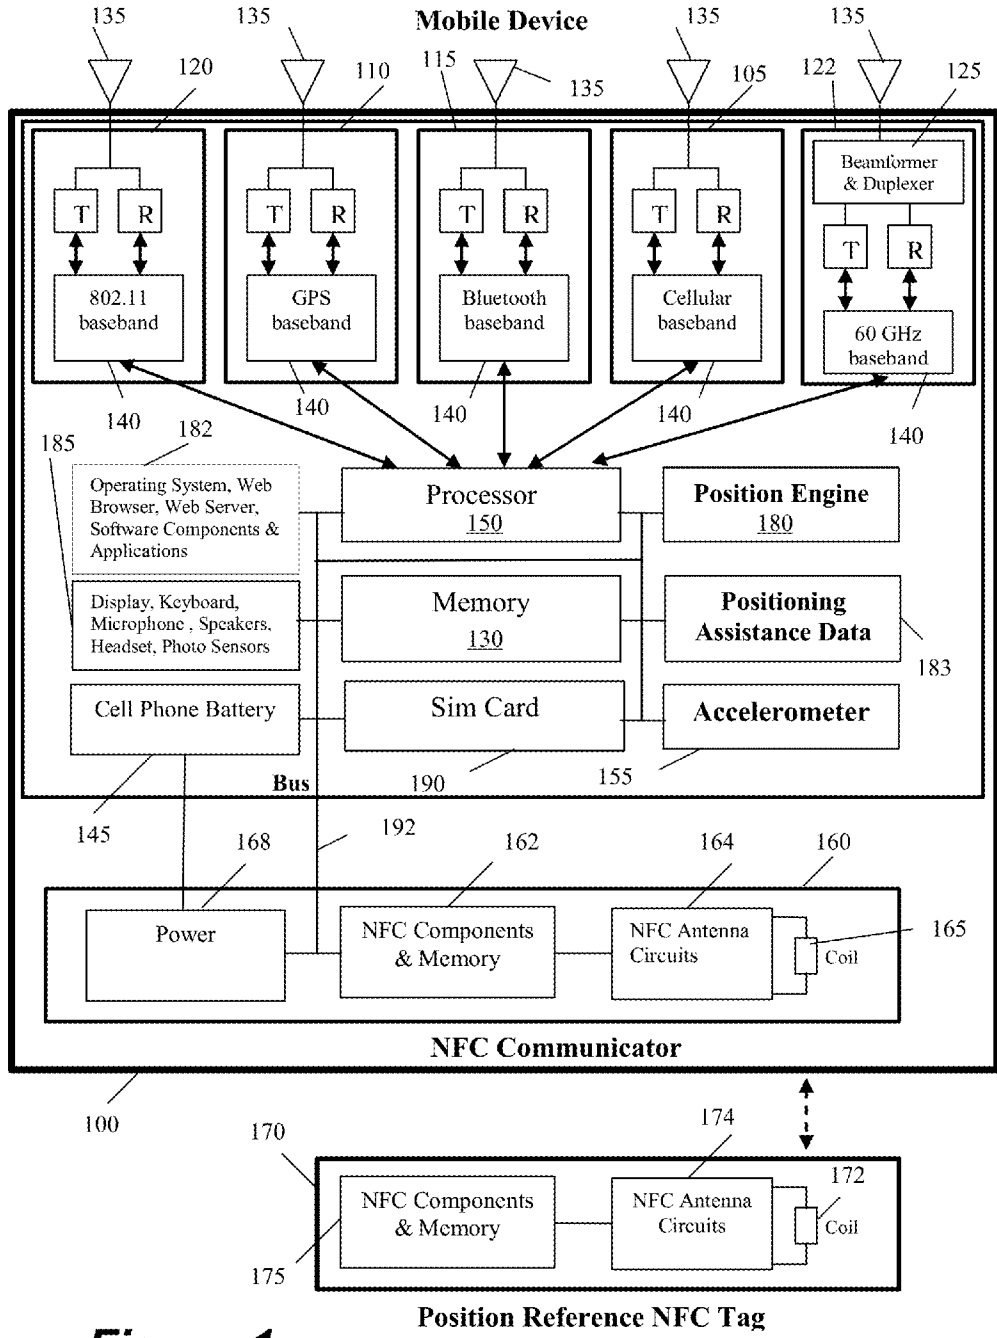 Mobile Device
135
135
135
135
135
120
110
115
105
122
125
Beamformer
& Duplexer
T
R
T
R
T
R
T
R
T
R
802.11
baseband
GPS
baseband
Bluetooth
baseband
Cellular
baseband
60 GHz
baseband
140
140
140
140
140
185
182
Operating System, Web
Browser, Web Server,
Software Components &
Applications
Processor
150
Position Engine
180
Display, Keyboard,
Microphone , Speakers,
Headset, Photo Sensors
Memory
130
Positioning
Assistance Data
183
Cell Phone Battery
Sim Card
Accelerometer
Bus
190
155
145
168
192
162
164
160
Power
NFC Components
& Memory
NFC Antenna
Circuits
165
Coil
NFC Communicator
100
170
174
NFC Components
& Memory
NFC Antenna
Circuits
172
Coil
175
Position Reference NFC Tag
Figure 1